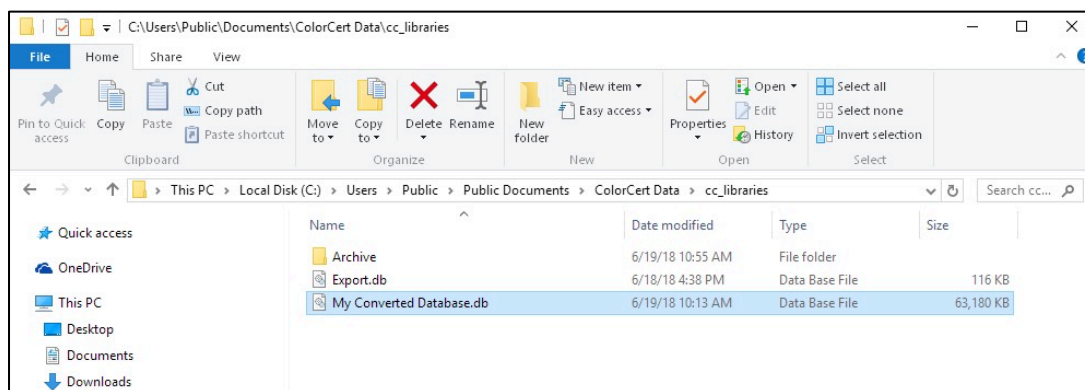 C:\Users\Public\Documents\ColorCert Data\cc_libraries
File Home Share View
Pin to Quick access
Copy
Paste
Cut
Copy path
Paste shortcut
Clipboard
Move to
Copy to
Delete
Rename
Organize
New folder
New item
Easy access
New
Properties
Open
Edit
History
Open
Select all
Select none
Invert selection
Select
This PC > Local Disk (C:) > Users > Public > Public Documents > ColorCert Data > cc_libraries
Search cc...
Quick access
OneDrive
This PC
Desktop
Documents
Downloads
Name Date modified Type Size
Archive 6/19/18 10:55 AM File folder
Export.db 6/18/18 4:38 PM Data Base File 116 KB
My Converted Database.db 6/19/18 10:13 AM Data Base File 63,180 KB